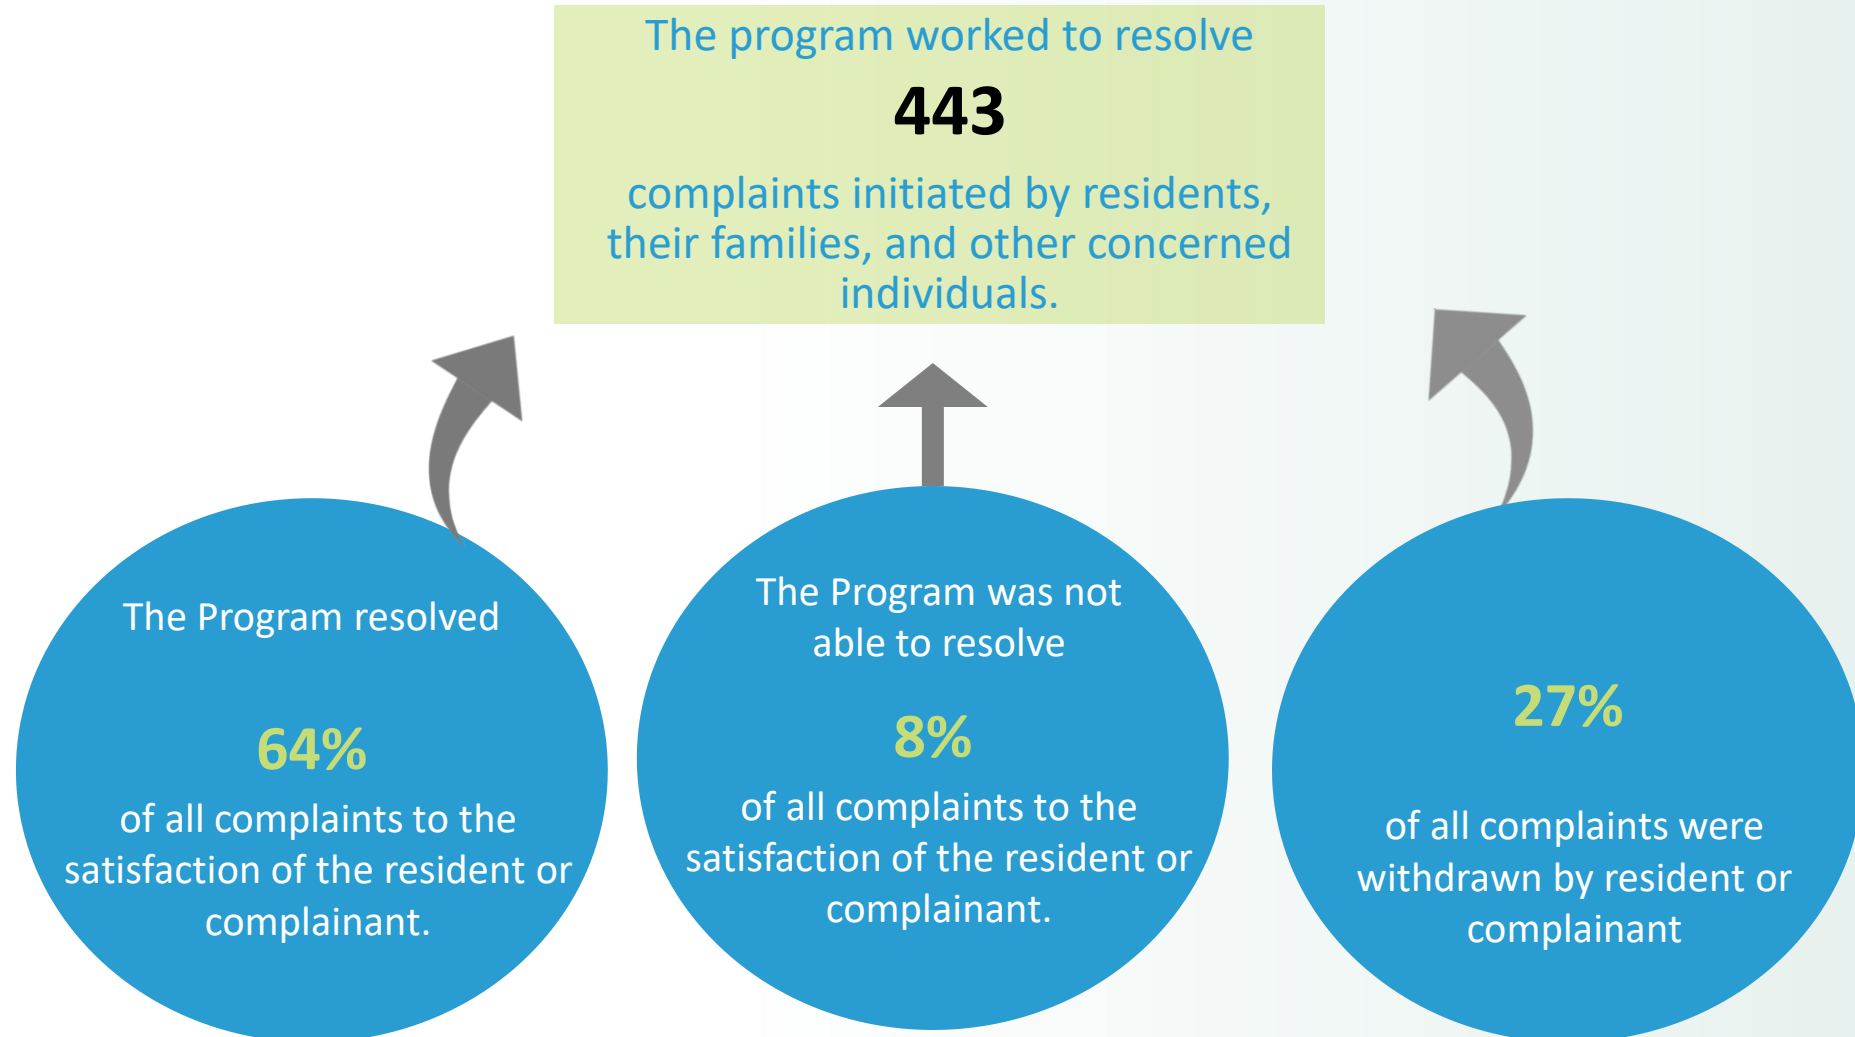 The program worked to resolve
443
complaints initiated by residents,
their families, and other concerned
individuals.
The Program resolved
64%
of all complaints to the
satisfaction of the resident or
complainant.
The Program was not
able to resolve
8%
of all complaints to the
satisfaction of the resident or
complainant.
27%
of all complaints were
withdrawn by resident or
complainant